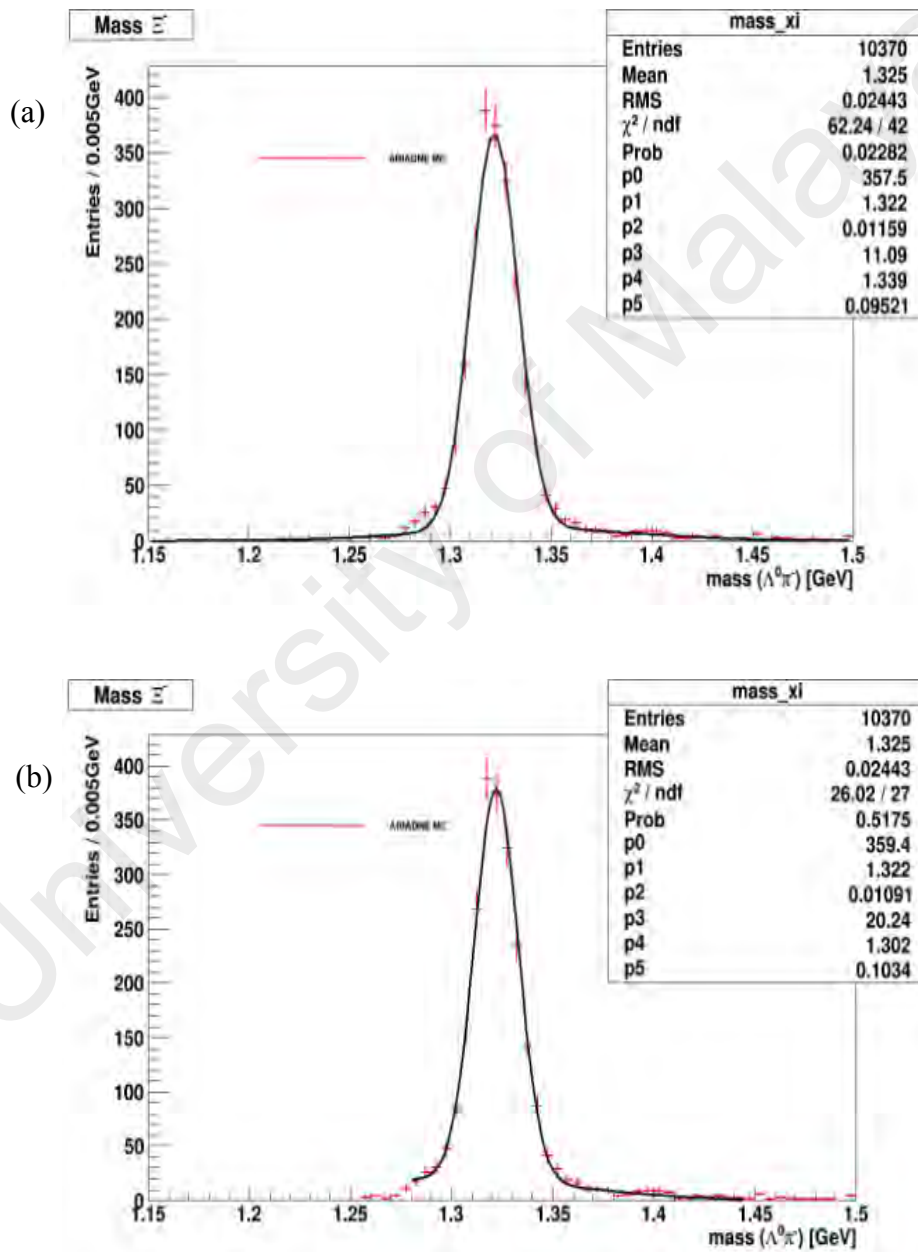 (a)
Mass Ξ⁻
mass_xi
Entries 10370
Mean 1.325
RMS 0.02443
χ² / ndf 62.24 / 42
Prob 0.02282
p0 357.5
p1 1.322
p2 0.01159
p3 11.09
p4 1.339
p5 0.09521
Entries / 0.005GeV
400
350
300
250
200
150
100
50
0
ARIADNE MC
1.15 1.2 1.25 1.3 1.35 1.4 1.45 1.5
mass (Λ⁰π⁻) [GeV]
(b)
Mass Ξ⁻
mass_xi
Entries 10370
Mean 1.325
RMS 0.02443
χ² / ndf 26.02 / 27
Prob 0.5175
p0 359.4
p1 1.322
p2 0.01091
p3 20.24
p4 1.302
p5 0.1034
Entries / 0.005GeV
400
350
300
250
200
150
100
50
0
ARIADNE MC
1.15 1.2 1.25 1.3 1.35 1.4 1.45 1.5
mass (Λ⁰π⁻) [GeV]
University of Malaya